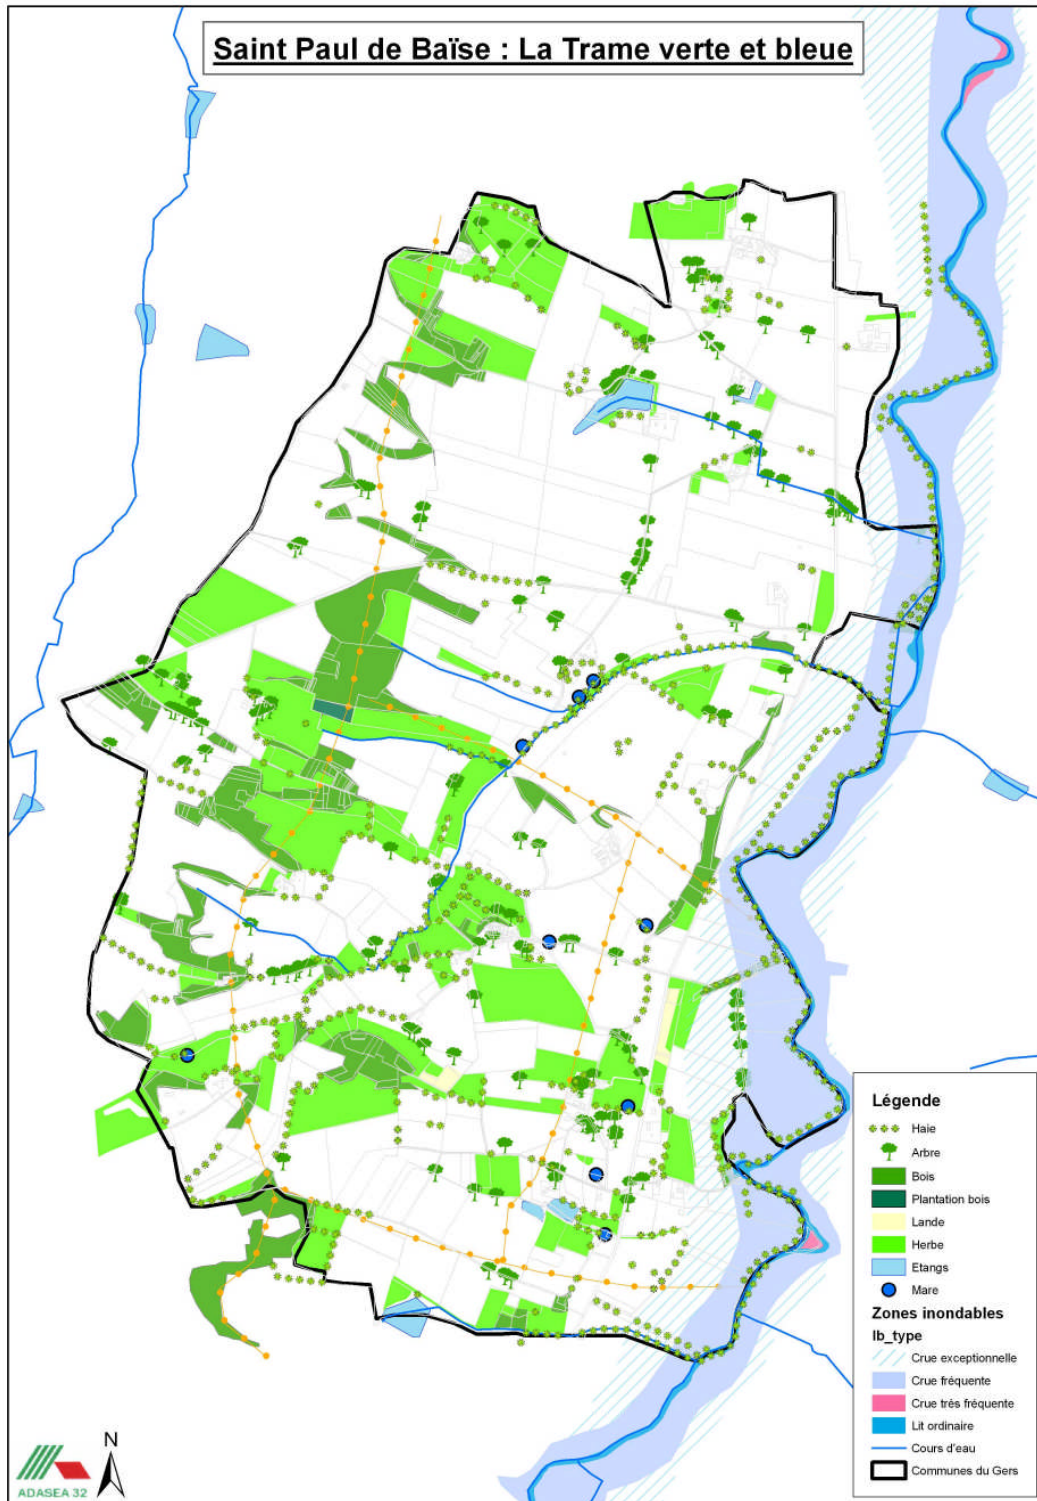 Saint Paul de Baïse : La Trame verte et bleue
Légende
Haie
Arbre
Bois
Plantation bois
Lande
Herbe
Etangs
Mare
Zones inondables
lb_type
Crue exceptionnelle
Crue fréquente
Crue très fréquente
Lit ordinaire
Cours d'eau
Communes du Gers
N
ADASEA 32